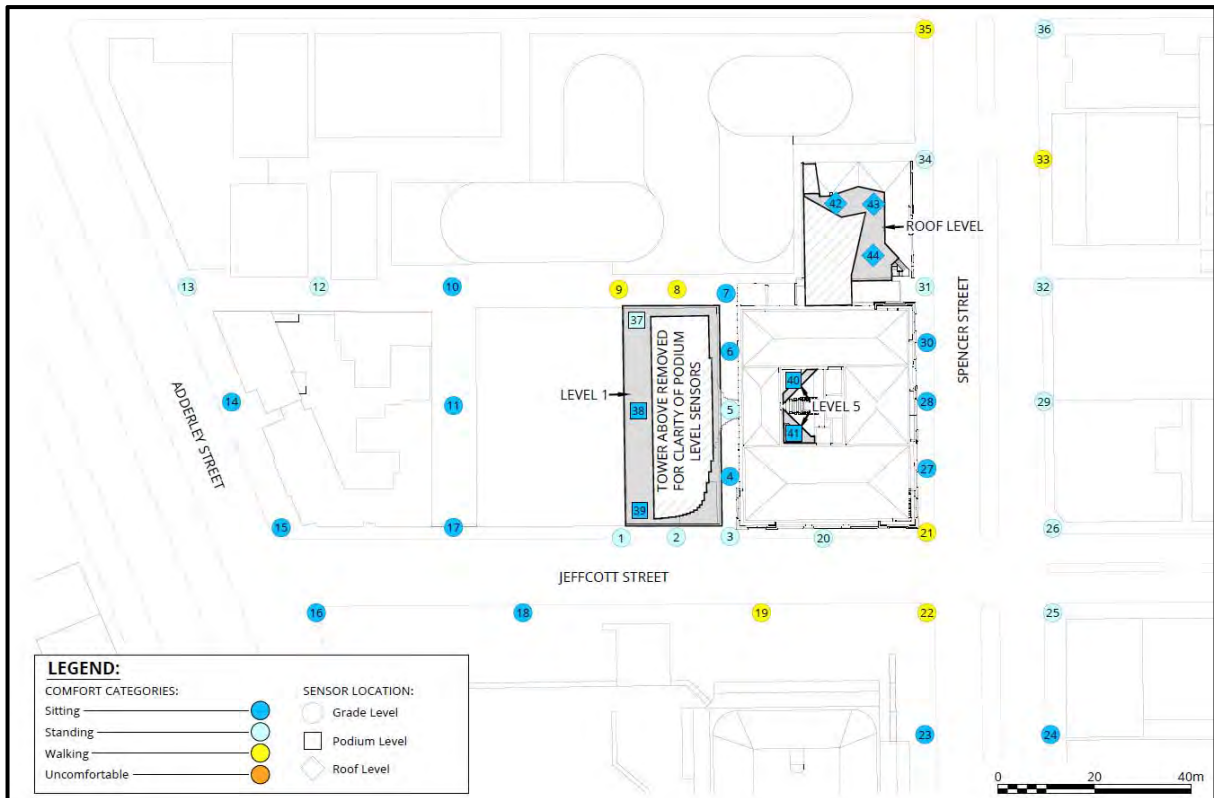 35
36
34
33
42
43
ROOF LEVEL
44
13
12
10
9
8
7
31
32
37
6
30
SPENCER STREET
ADDERLEY STREET
14
11
LEVEL 1
38
TOWER ABOVE REMOVED
FOR CLARITY OF PODIUM
LEVEL SENSORS
5
40
LEVEL 5
41
28
29
4
27
39
15
17
1
2
3
20
21
26
JEFFCOTT STREET
16
18
19
22
25
23
24
LEGEND:
COMFORT CATEGORIES:
Sitting
Standing
Walking
Uncomfortable
SENSOR LOCATION:
Grade Level
Podium Level
Roof Level
0 20 40m